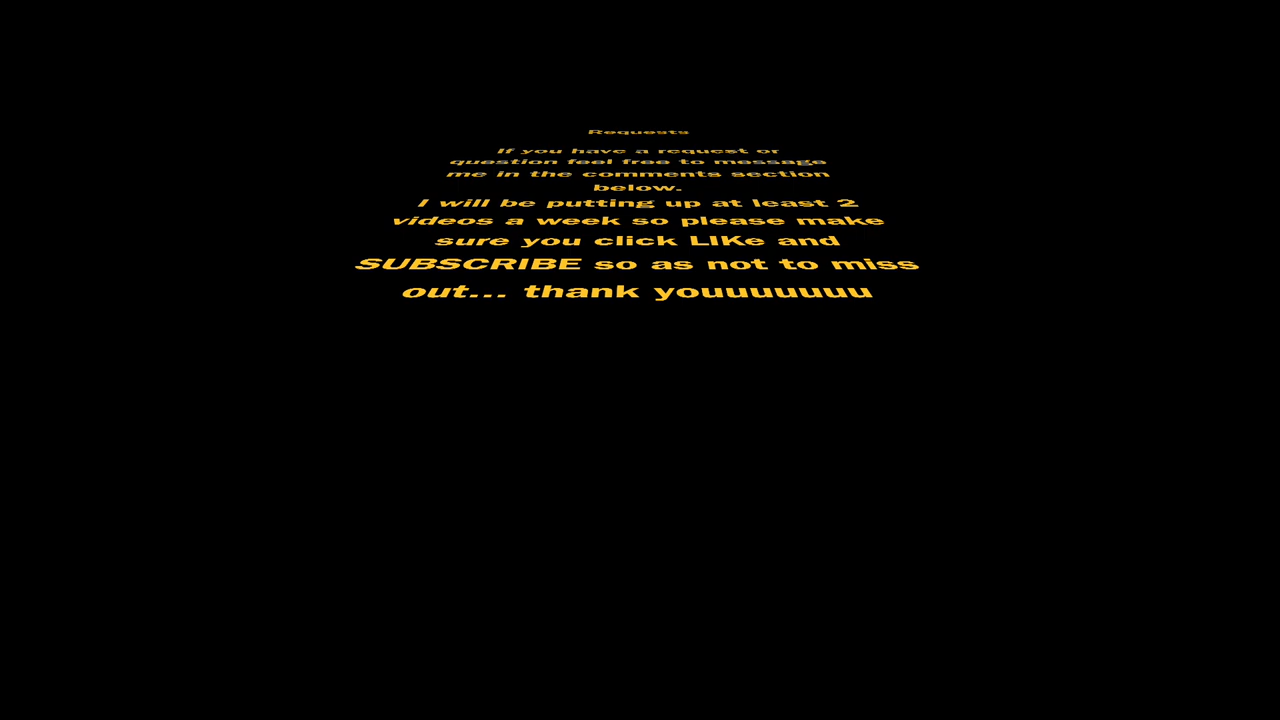 Requests
If you have a request or
question feel free to message
me in the comments section
below.
I will be putting up at least 2
videos a week so please make
sure you click LIKe and
SUBSCRIBE so as not to miss
out... thank youuuuuuuu